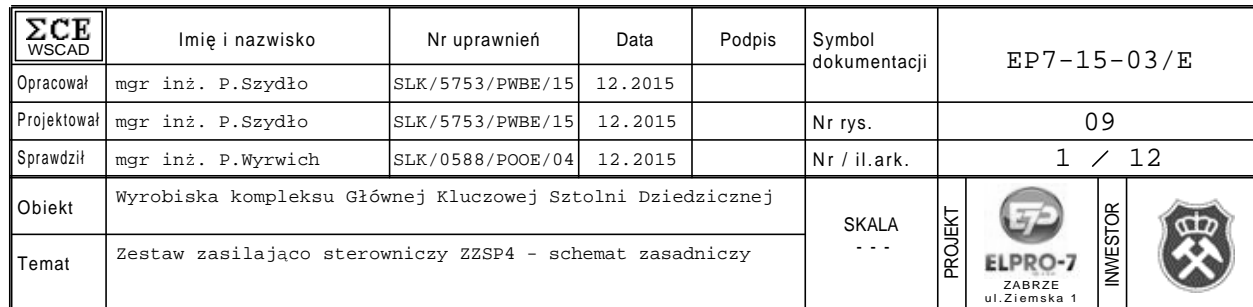 ΣCE
WSCAD
Imię i nazwisko
Nr uprawnień
Data
Podpis
Symbol
dokumentacji
EP7-15-03/E
Opracował
mgr inż. P.Szydło
SLK/5753/PWBE/15
12.2015
Projektował
mgr inż. P.Szydło
SLK/5753/PWBE/15
12.2015
Nr rys.
09
Sprawdził
mgr inż. P.Wyrwich
SLK/0588/POOE/04
12.2015
Nr / il.ark.
1 / 12
Obiekt
Wyrobiska kompleksu Głównej Kluczowej Sztolni Dziedzicznej
Temat
Zestaw zasilająco sterowniczy ZZSP4 - schemat zasadniczy
SKALA
- - -
PROJEKT
E7P
ELPRO-7
ZABRZE
ul.Ziemska 1
INWESTOR